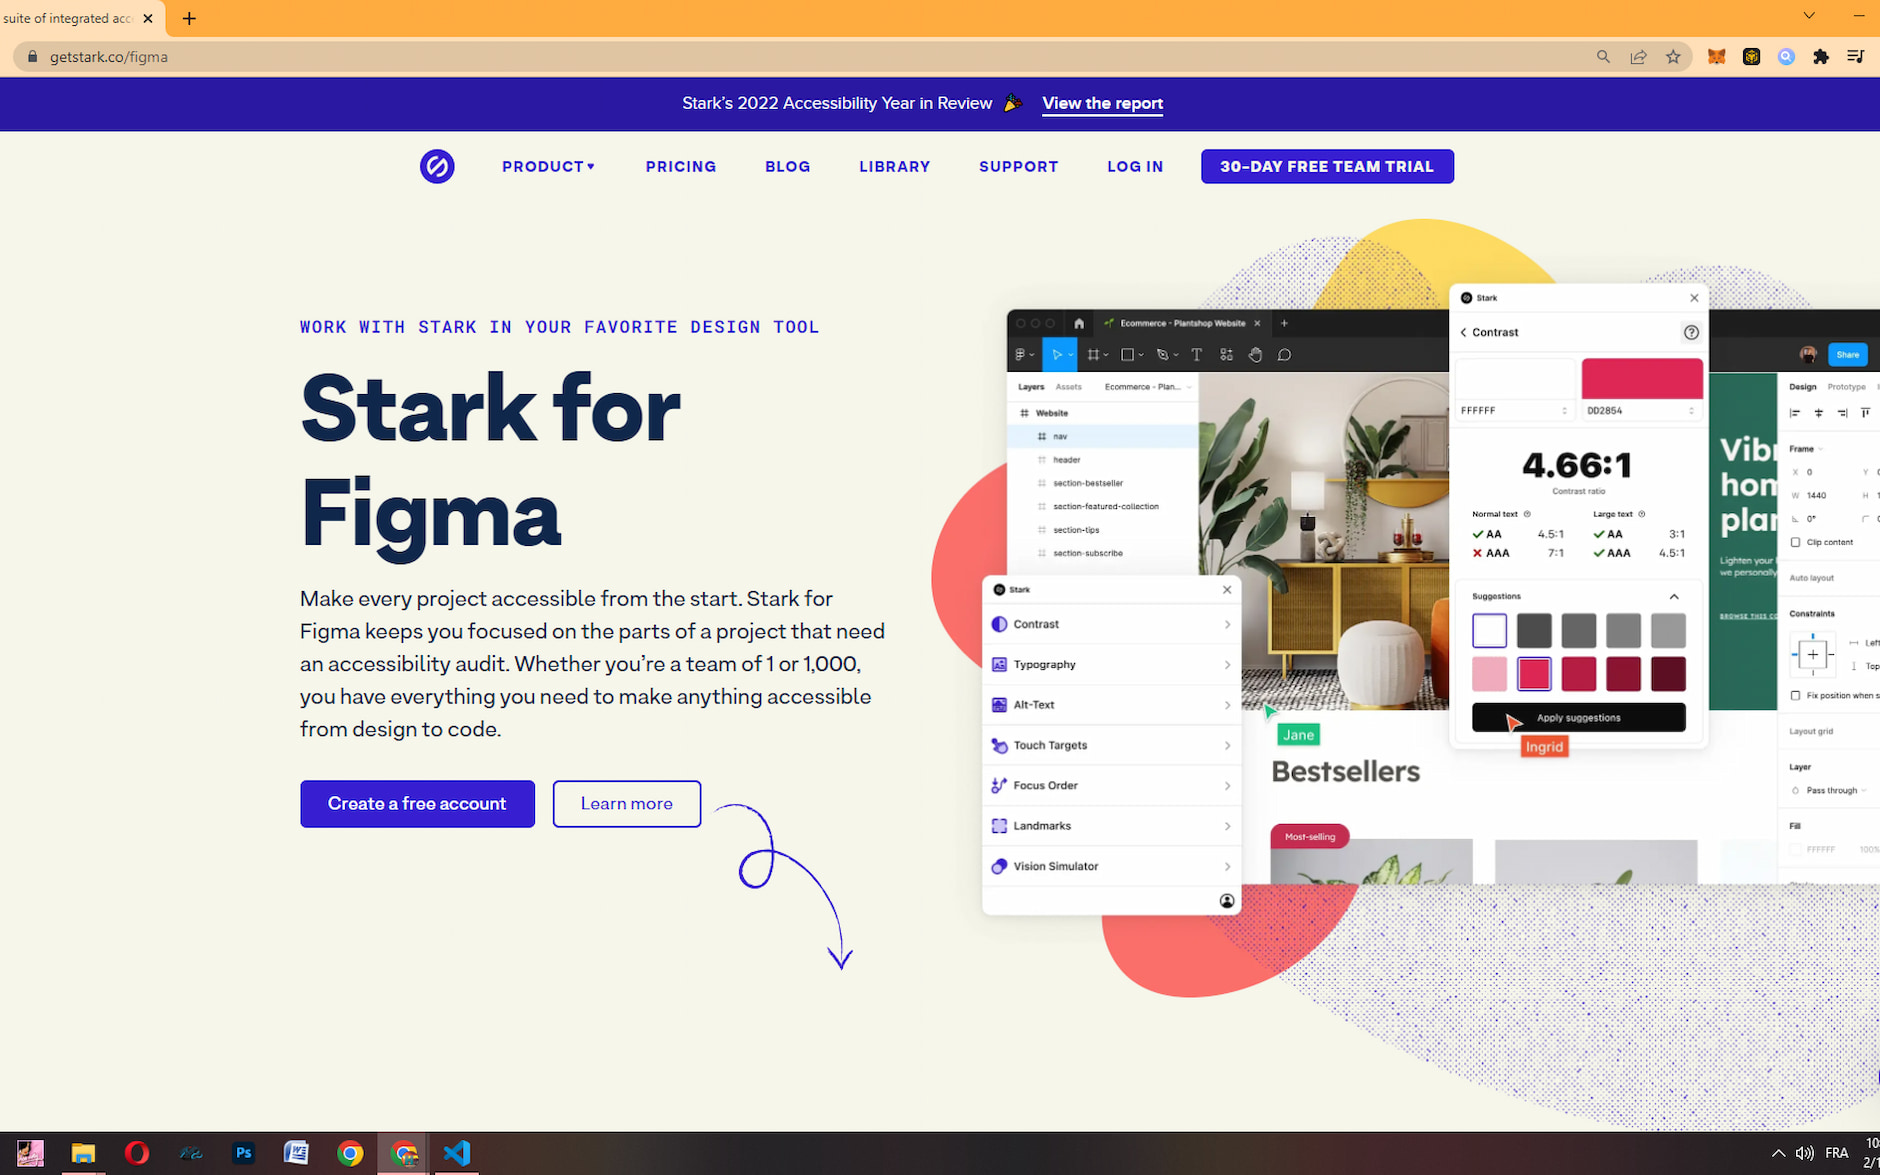 suite of integrated acc
getstark.co/figma
Stark's 2022 Accessibility Year in Review View the report
PRODUCT PRICING BLOG LIBRARY SUPPORT LOG IN 30-DAY FREE TEAM TRIAL
WORK WITH STARK IN YOUR FAVORITE DESIGN TOOL
Stark for
Figma
Make every project accessible from the start. Stark for
Figma keeps you focused on the parts of a project that need
an accessibility audit. Whether you're a team of 1 or 1,000,
you have everything you need to make anything accessible
from design to code.
Create a free account
Learn more
Ecommerce - Plantshop Website
Share
Layers Assets Ecommerce - Plan...
Website
nav
header
section-bestseller
section-featured-collection
section-tips
section-subscribe
Stark
Contrast
Typography
Alt-Text
Touch Targets
Focus Order
Landmarks
Vision Simulator
Jane
Bestsellers
Most-selling
Stark
Contrast
FFFFFF
DD2854
4.66:1
Contrast ratio
Normal text
AA 4.5:1
AAA 7:1
Large text
AA 3:1
AAA 4.5:1
Suggestions
Apply suggestions
Ingrid
Vib
hom
plan
Lighten your
we personally
BROWSE THIS CO
Design Prototype
Frame
X 0 Y
W 1440 H 1
0°
Clip content
Auto layout
Constraints
Left
Top
Fix position when s
Layout grid
Layer
Pass through
Fill
FFFFFF 100%
Ps
W
FRA
10:
2/1